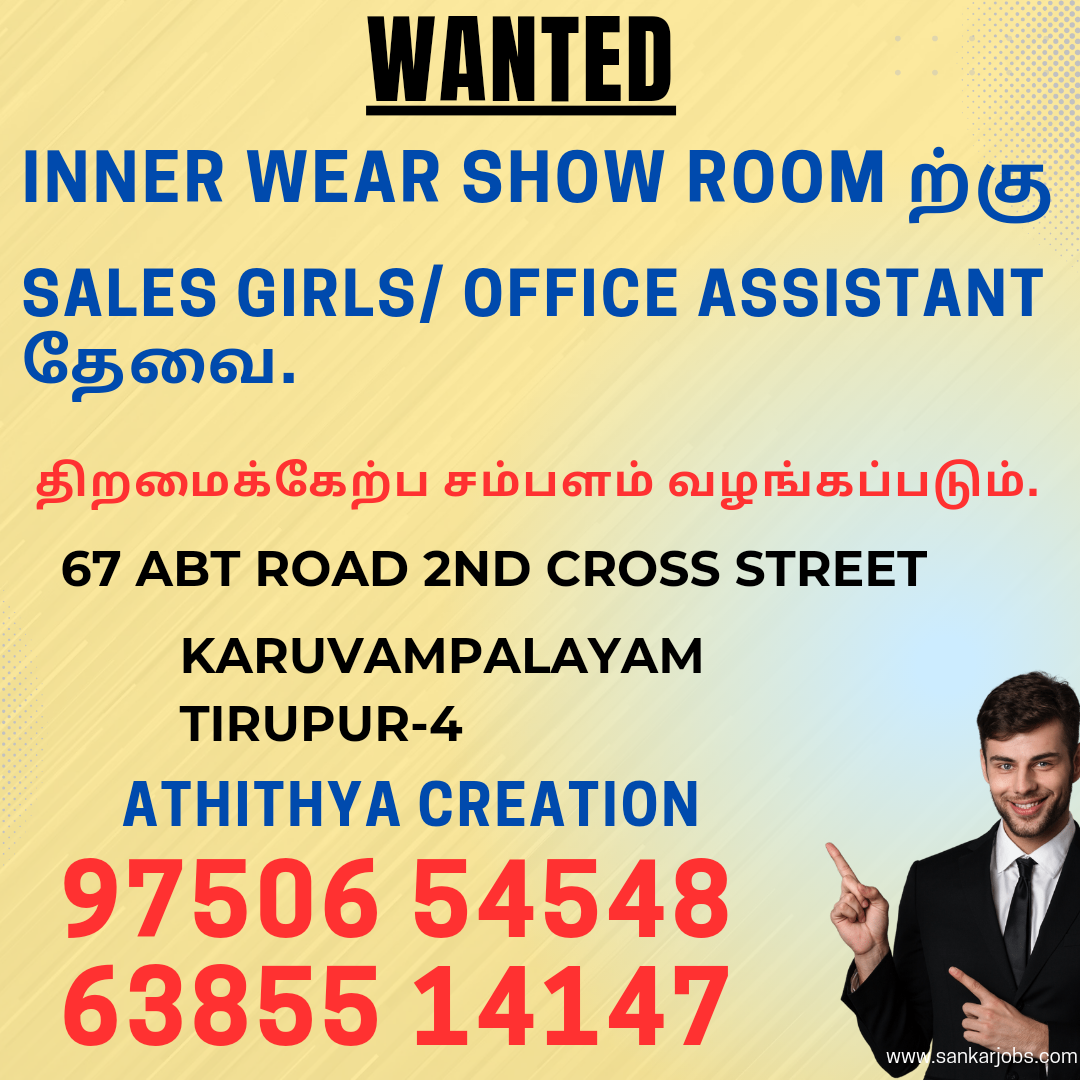 WANTED
INNER WEAR SHOW ROOM ற்கு
SALES GIRLS/ OFFICE ASSISTANT
தேவை.
திறமைக்கேற்ப சம்பளம் வழங்கப்படும்.
67 ABT ROAD 2ND CROSS STREET
KARUVAMPALAYAM
TIRUPUR-4
ATHITHYA CREATION
97506 54548
63855 14147
www.sankarjobs.com